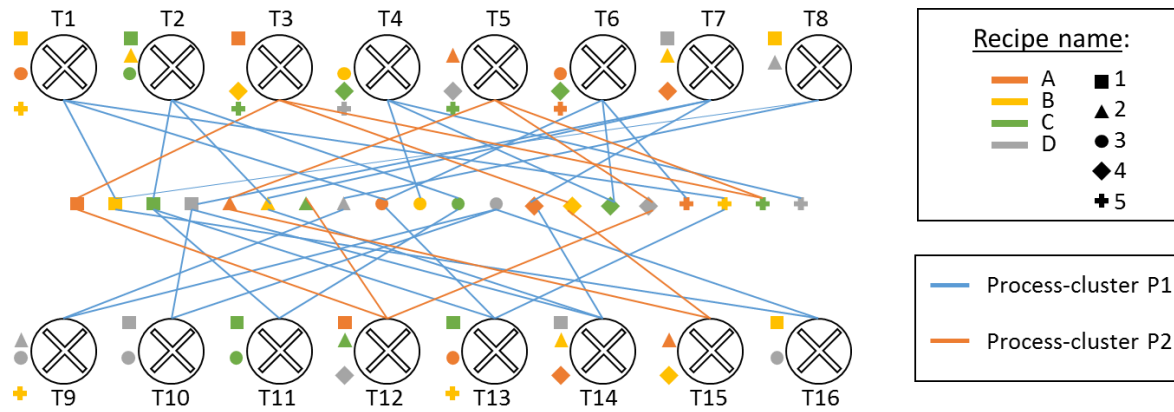 T1 T2 T3 T4 T5 T6 T7 T8
Recipe name:
A
B
C
D
1
2
3
4
5
Process-cluster P1
Process-cluster P2
T9 T10 T11 T12 T13 T14 T15 T16